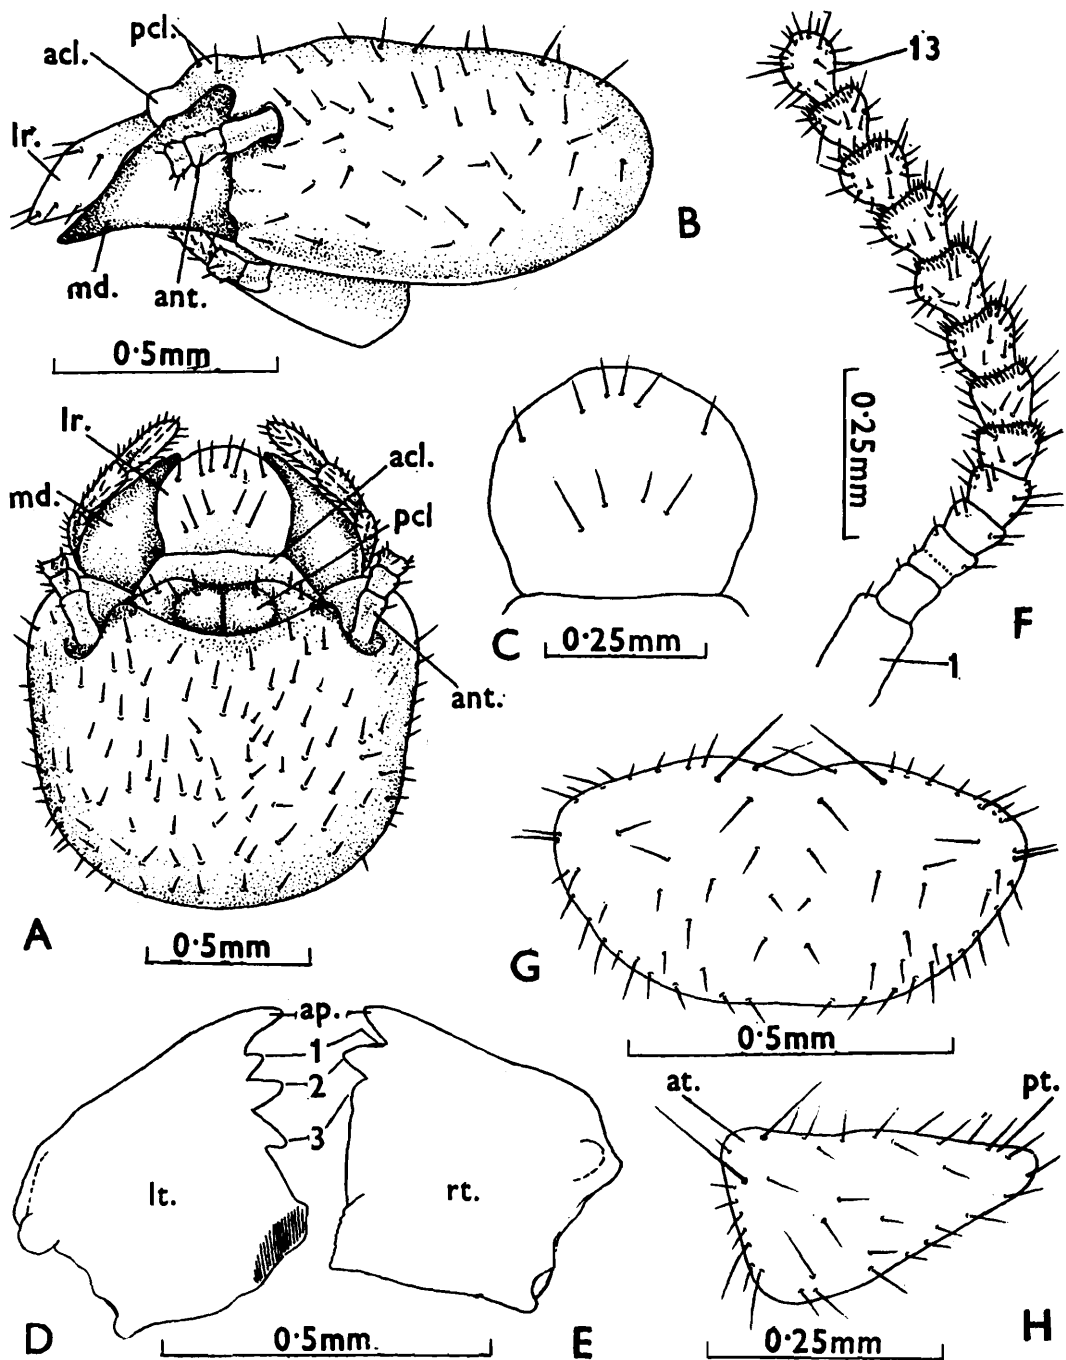 pcl.
acl.
lr.
md.
ant.
B
0·5mm
13
0·25mm
F
1
lr.
acl.
md.
pcl
ant.
A
0·5mm
C
0·25mm
G
0·5mm
ap.
1
2
3
lt.
rt.
D
0·5mm.
E
at.
pt.
H
0·25mm